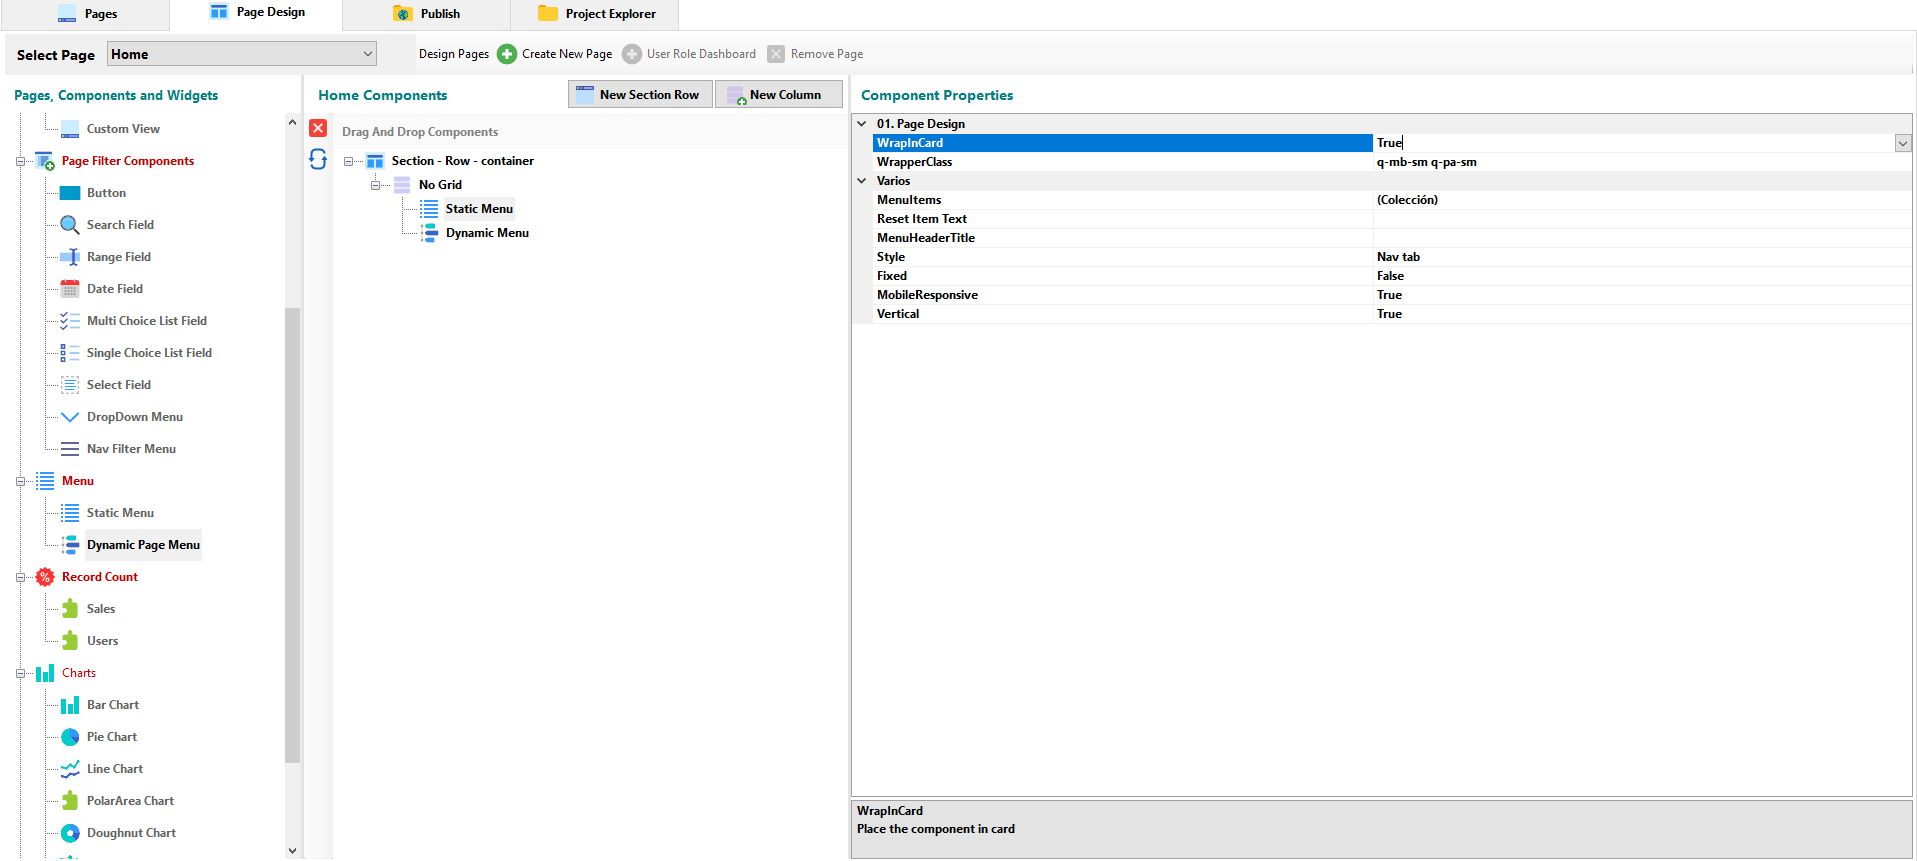 Pages
Page Design
Publish
Project Explorer
Select Page
Home
Design Pages
Create New Page
User Role Dashboard
Remove Page
Pages, Components and Widgets
Custom View
Page Filter Components
Button
Search Field
Range Field
Date Field
Multi Choice List Field
Single Choice List Field
Select Field
DropDown Menu
Nav Filter Menu
Menu
Static Menu
Dynamic Page Menu
Record Count
Sales
Users
Charts
Bar Chart
Pie Chart
Line Chart
PolarArea Chart
Doughnut Chart
Home Components
New Section Row
New Column
Drag And Drop Components
Section - Row - container
No Grid
Static Menu
Dynamic Menu
Component Properties
01. Page Design
WrapInCard True
WrapperClass q-mb-sm q-pa-sm
Varios
MenuItems (Colección)
Reset Item Text
MenuHeaderTitle
Style Nav tab
Fixed False
MobileResponsive True
Vertical True
WrapInCard
Place the component in card